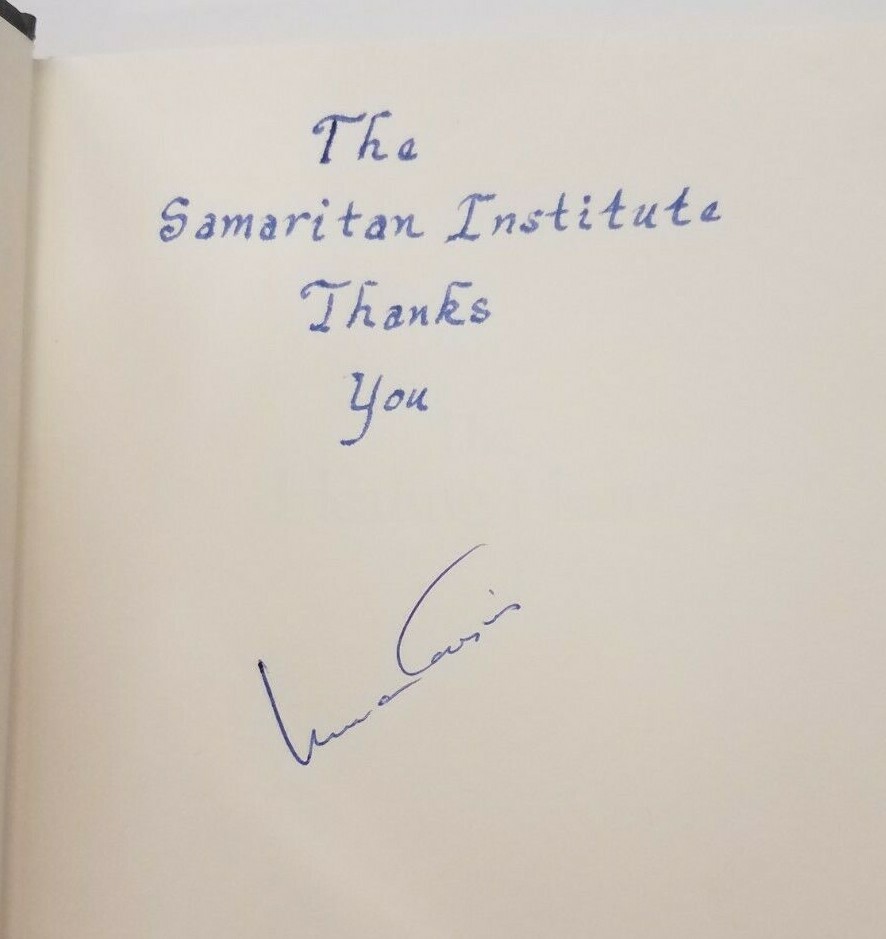 The
Samaritan Institute
Thanks
You